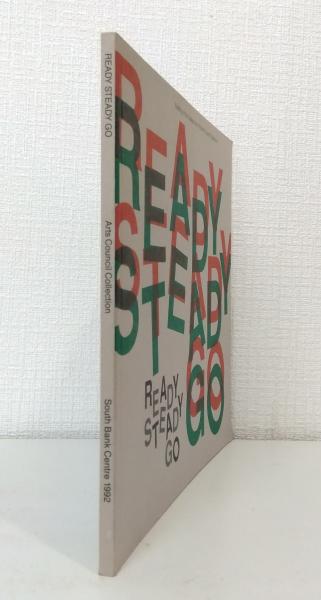 READY STEADY GO
Arts Council Collection
South Bank Centre 1992
READY
STEADY
GO
READY
STEADY
GO